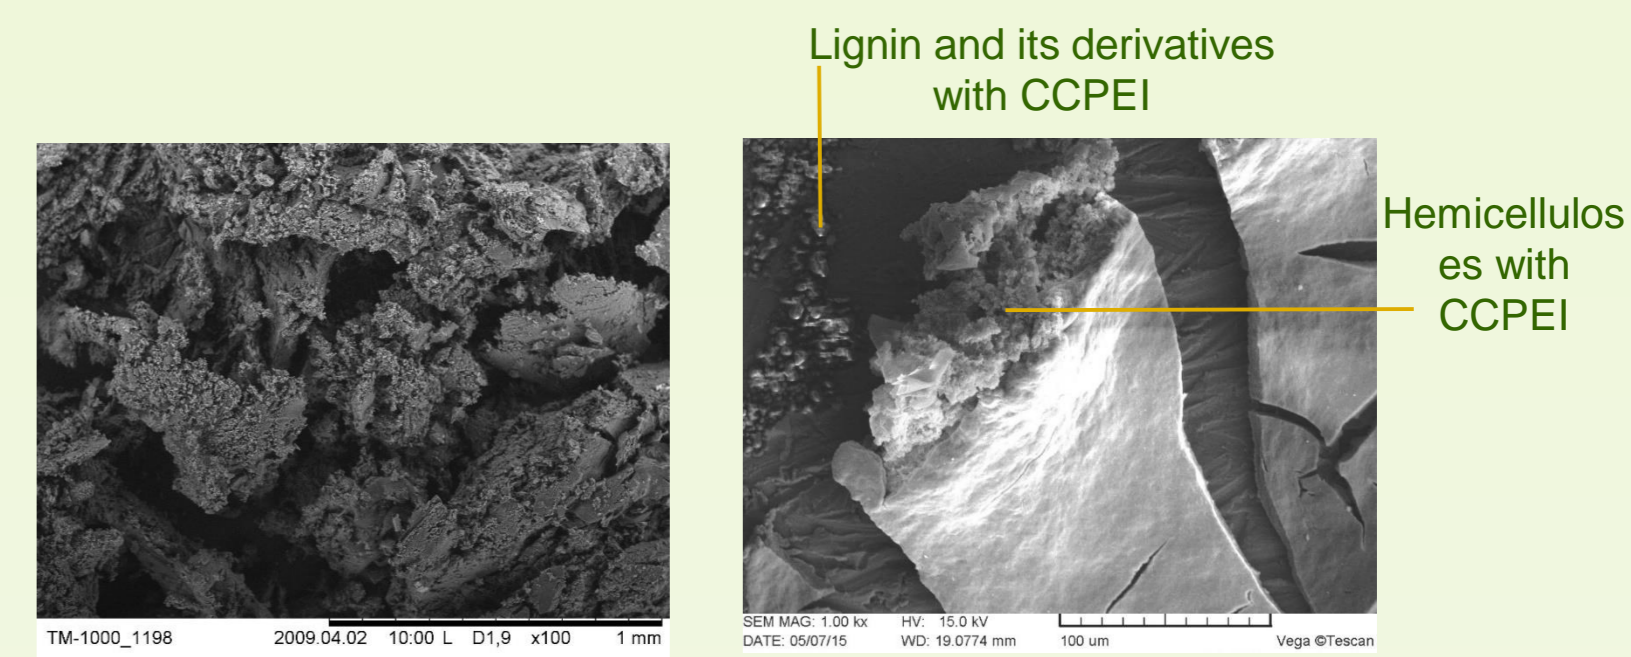 Lignin and its derivatives
with CCPEI
Hemicellulos
es with
CCPEI
TM-1000_1198 2009.04.02 10:00 L D1,9 x100 1 mm
SEM MAG: 1.00 kx HV: 15.0 kV
DATE: 05/07/15 WD: 19.0774 mm 100 um Vega ©Tescan